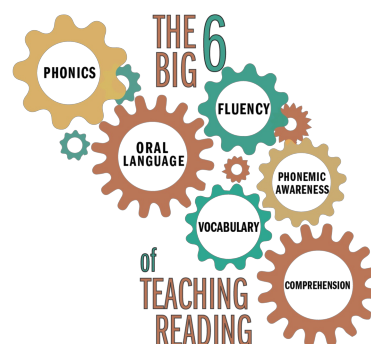 THE
BIG 6
PHONICS
FLUENCY
ORAL
LANGUAGE
PHONEMIC
AWARENESS
VOCABULARY
COMPREHENSION
of
TEACHING
READING